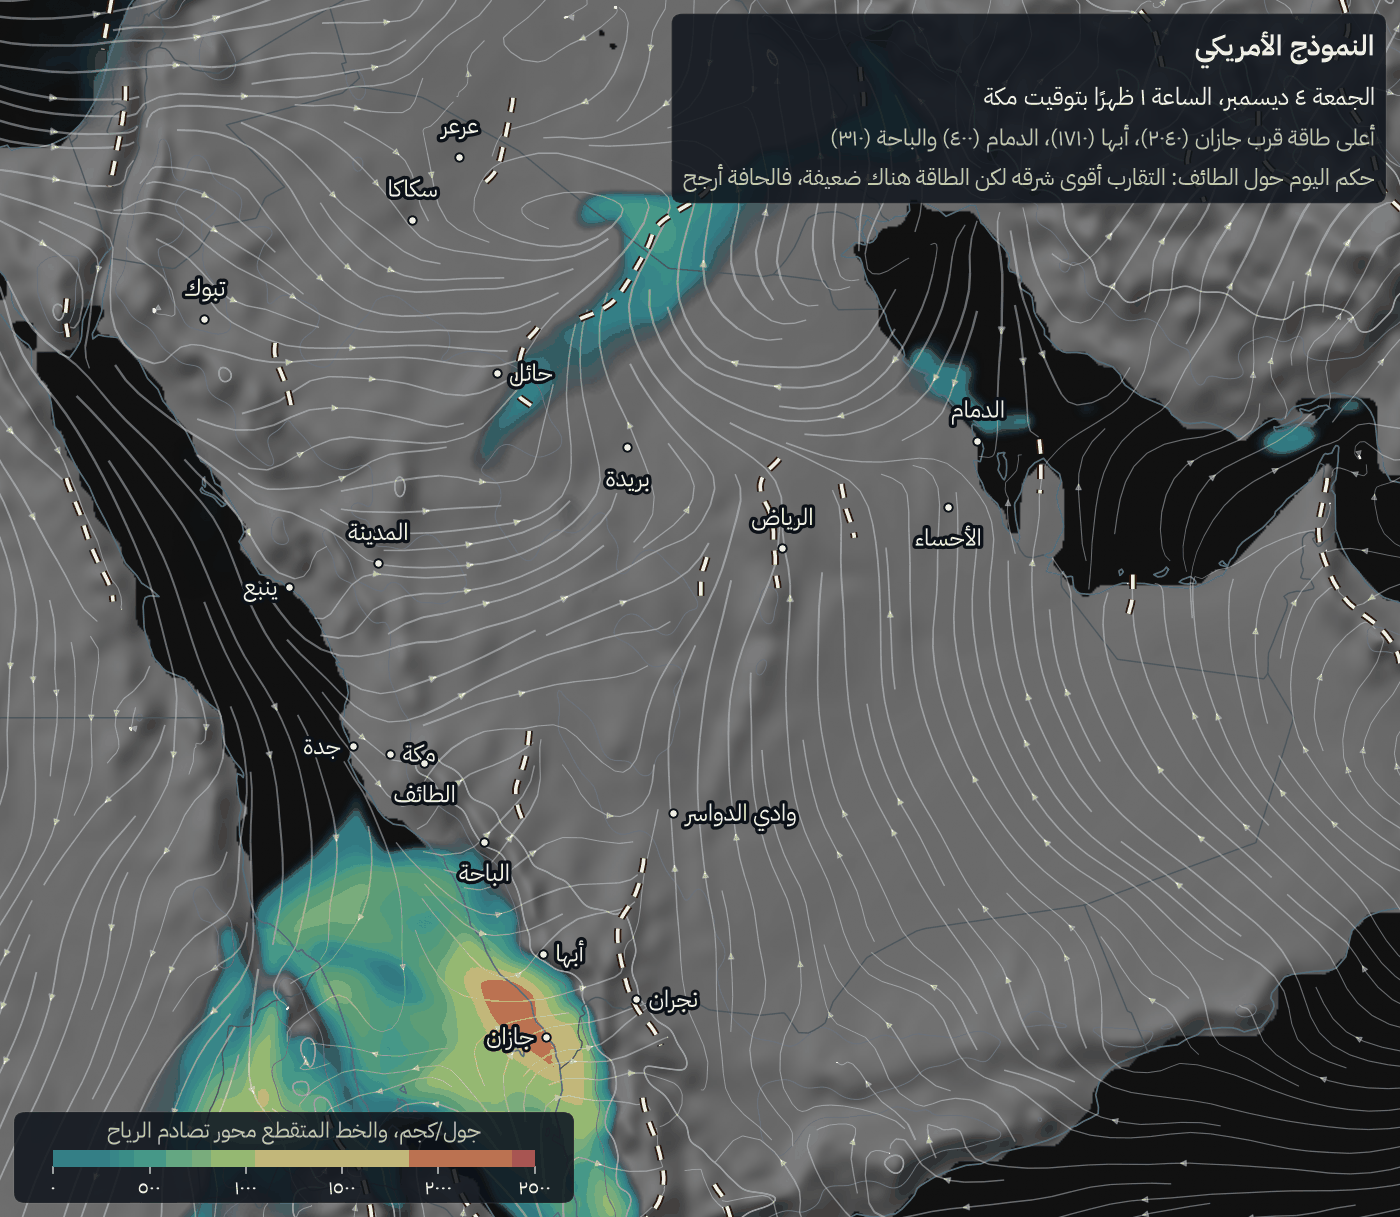 النموذج الأمريكي
الجمعة ٤ ديسمبر، الساعة ١ ظهرًا بتوقيت مكة
أعلى طاقة قرب جازان (٢٠٤٠)، أبها (١٧١٠)، الدمام (٤٠٠) والباحة (٣١٠)
حكم اليوم حول الطائف: التقارب أقوى شرقه لكن الطاقة هناك ضعيفة، فالحافة أرجح
عرعر
سكاكا
تبوك
حائل
الدمام
بريدة
الرياض
الأحساء
المدينة
ينبع
جدة
مكة
الطائف
وادي الدواسر
الباحة
أبها
نجران
جازان
جول/كجم، والخط المتقطع محور تصادم الرياح
٠ ٥٠٠ ١٠٠٠ ١٥٠٠ ٢٠٠٠ ٢٥٠٠